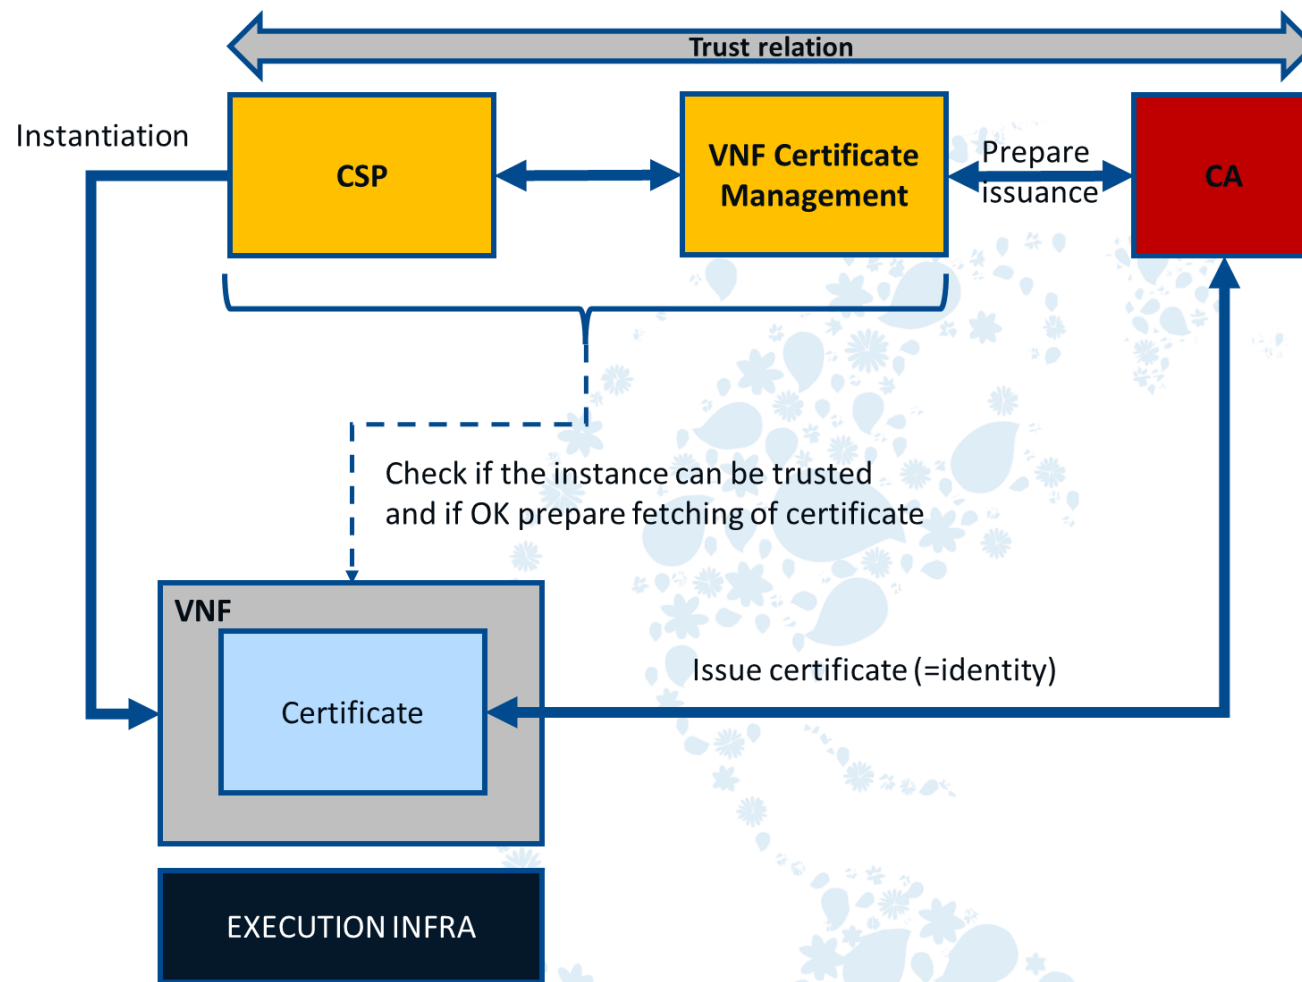 Trust relation
Instantiation
CSP
VNF Certificate
Management
Prepare
issuance
CA
Check if the instance can be trusted
and if OK prepare fetching of certificate
VNF
Certificate
Issue certificate (=identity)
EXECUTION INFRA